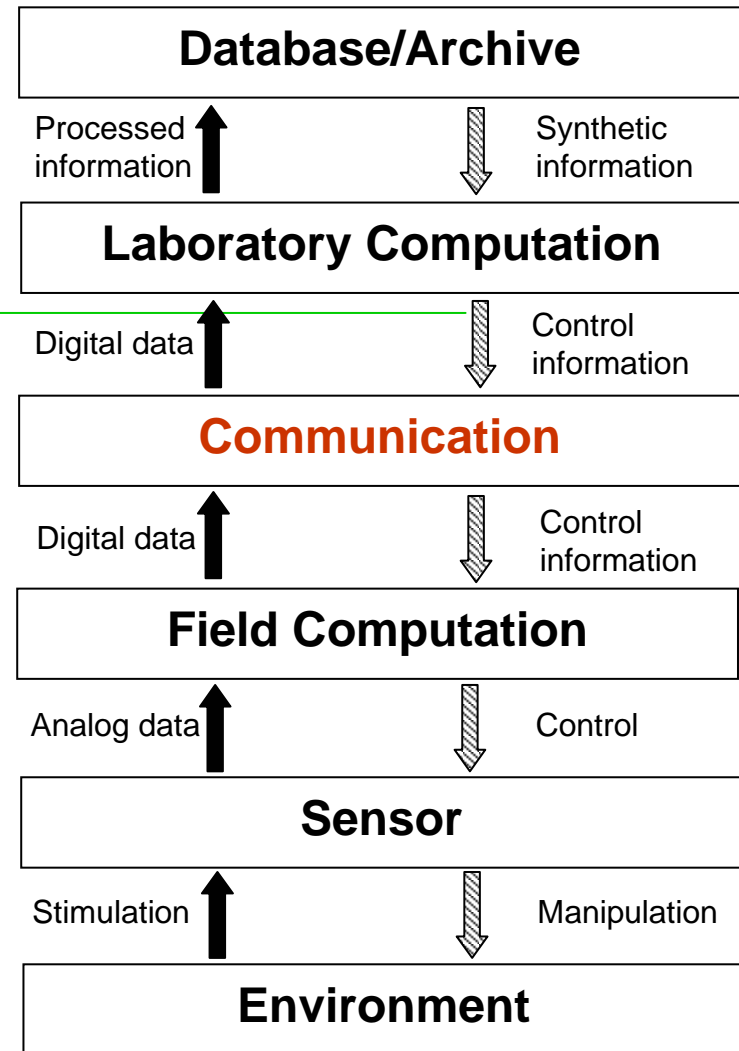 Database/Archive
Processed
information
Synthetic
information
Laboratory Computation
Digital data
Control
information
Communication
Digital data
Control
information
Field Computation
Analog data
Control
Sensor
Stimulation
Manipulation
Environment